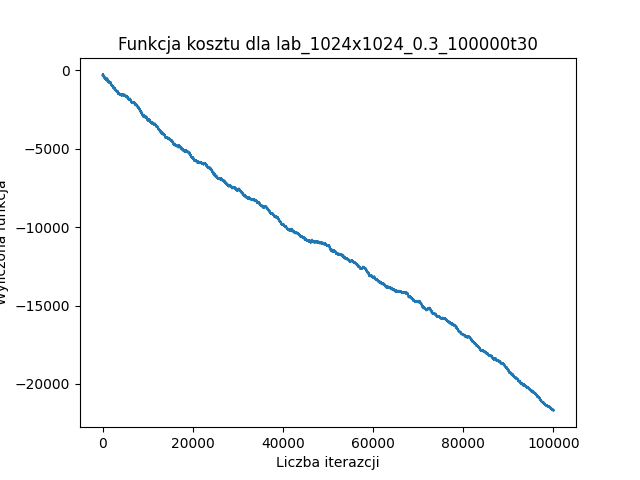 Funkcja kosztu dla lab_1024x1024_0.3_100000t30
0
−5000
−10000
−15000
−20000
Wyliczona funkcja
0 20000 40000 60000 80000 100000
Liczba iterazcji